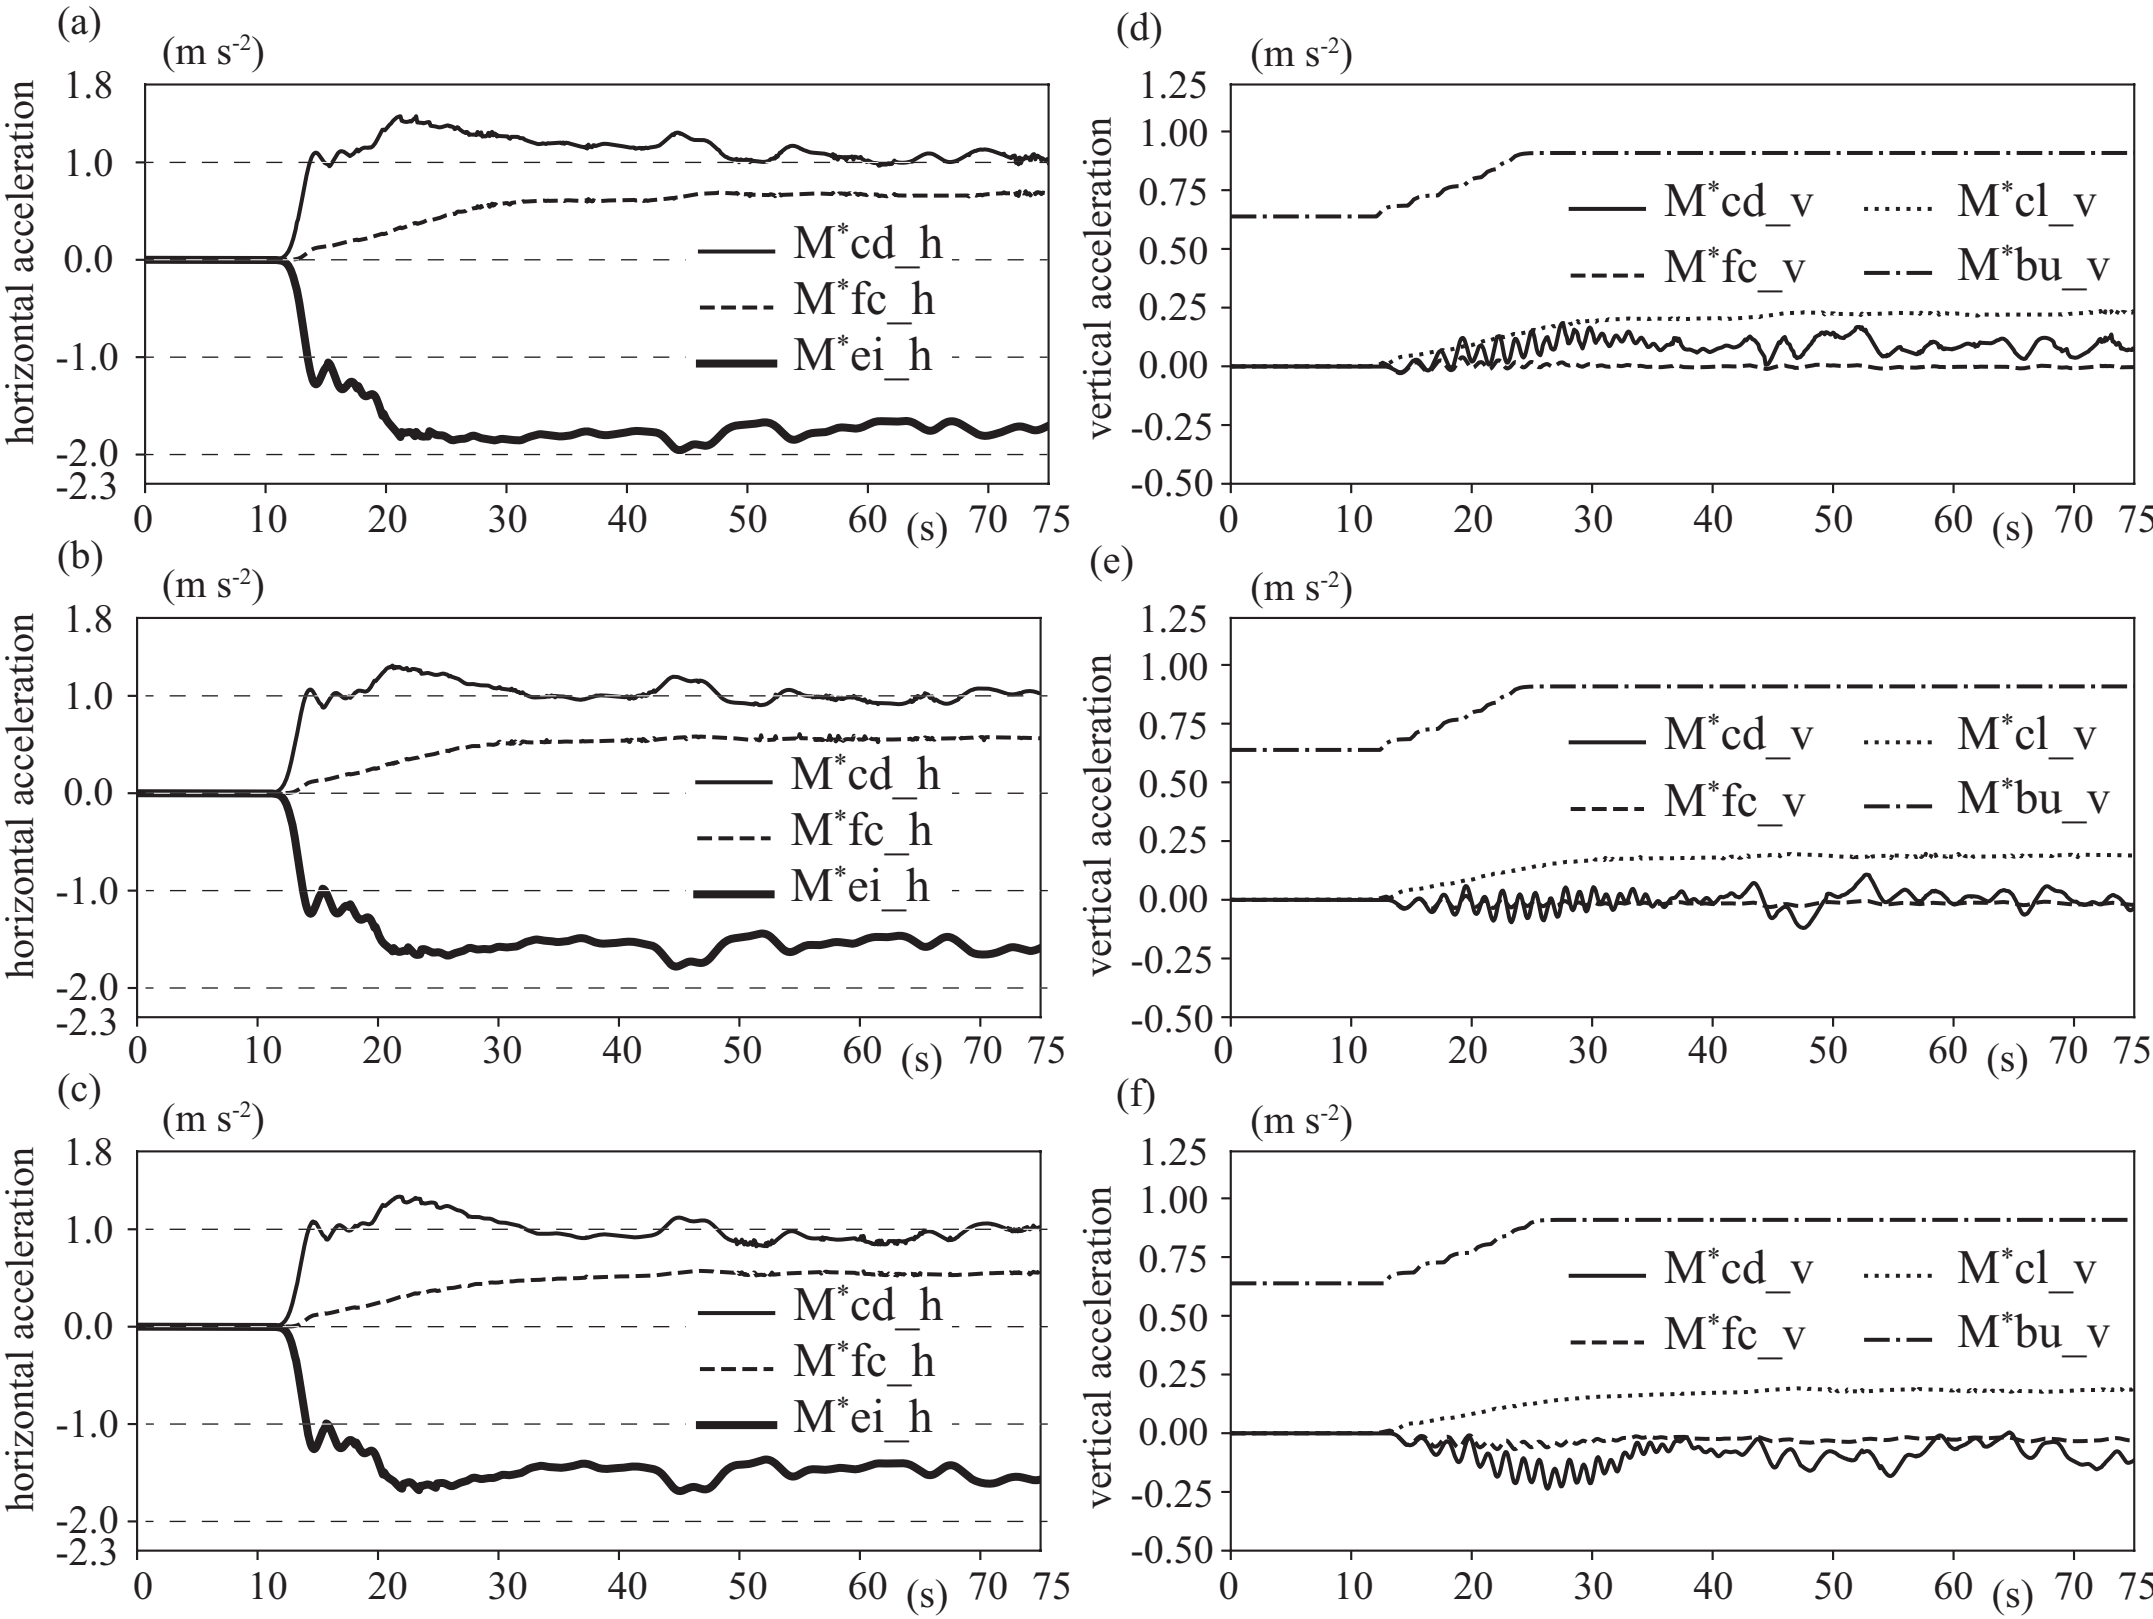 (a)
(m s-2)
horizontal acceleration
1.8
1.0
0.0
-1.0
-2.0
-2.3
M*cd_h
M*fc_h
M*ei_h
0 10 20 30 40 50 60 (s) 70 75
(d)
(m s-2)
vertical acceleration
1.25
1.00
0.75
0.50
0.25
0.00
-0.25
-0.50
M*cd_v M*cl_v
M*fc_v M*bu_v
0 10 20 30 40 50 60 (s) 70 75
(b)
(m s-2)
horizontal acceleration
1.8
1.0
0.0
-1.0
-2.0
-2.3
M*cd_h
M*fc_h
M*ei_h
0 10 20 30 40 50 60 (s) 70 75
(e)
(m s-2)
vertical acceleration
1.25
1.00
0.75
0.50
0.25
0.00
-0.25
-0.50
M*cd_v M*cl_v
M*fc_v M*bu_v
0 10 20 30 40 50 60 (s) 70 75
(c)
(m s-2)
horizontal acceleration
1.8
1.0
0.0
-1.0
-2.0
-2.3
M*cd_h
M*fc_h
M*ei_h
0 10 20 30 40 50 60 (s) 70 75
(f)
(m s-2)
vertical acceleration
1.25
1.00
0.75
0.50
0.25
0.00
-0.25
-0.50
M*cd_v M*cl_v
M*fc_v M*bu_v
0 10 20 30 40 50 60 (s) 70 75